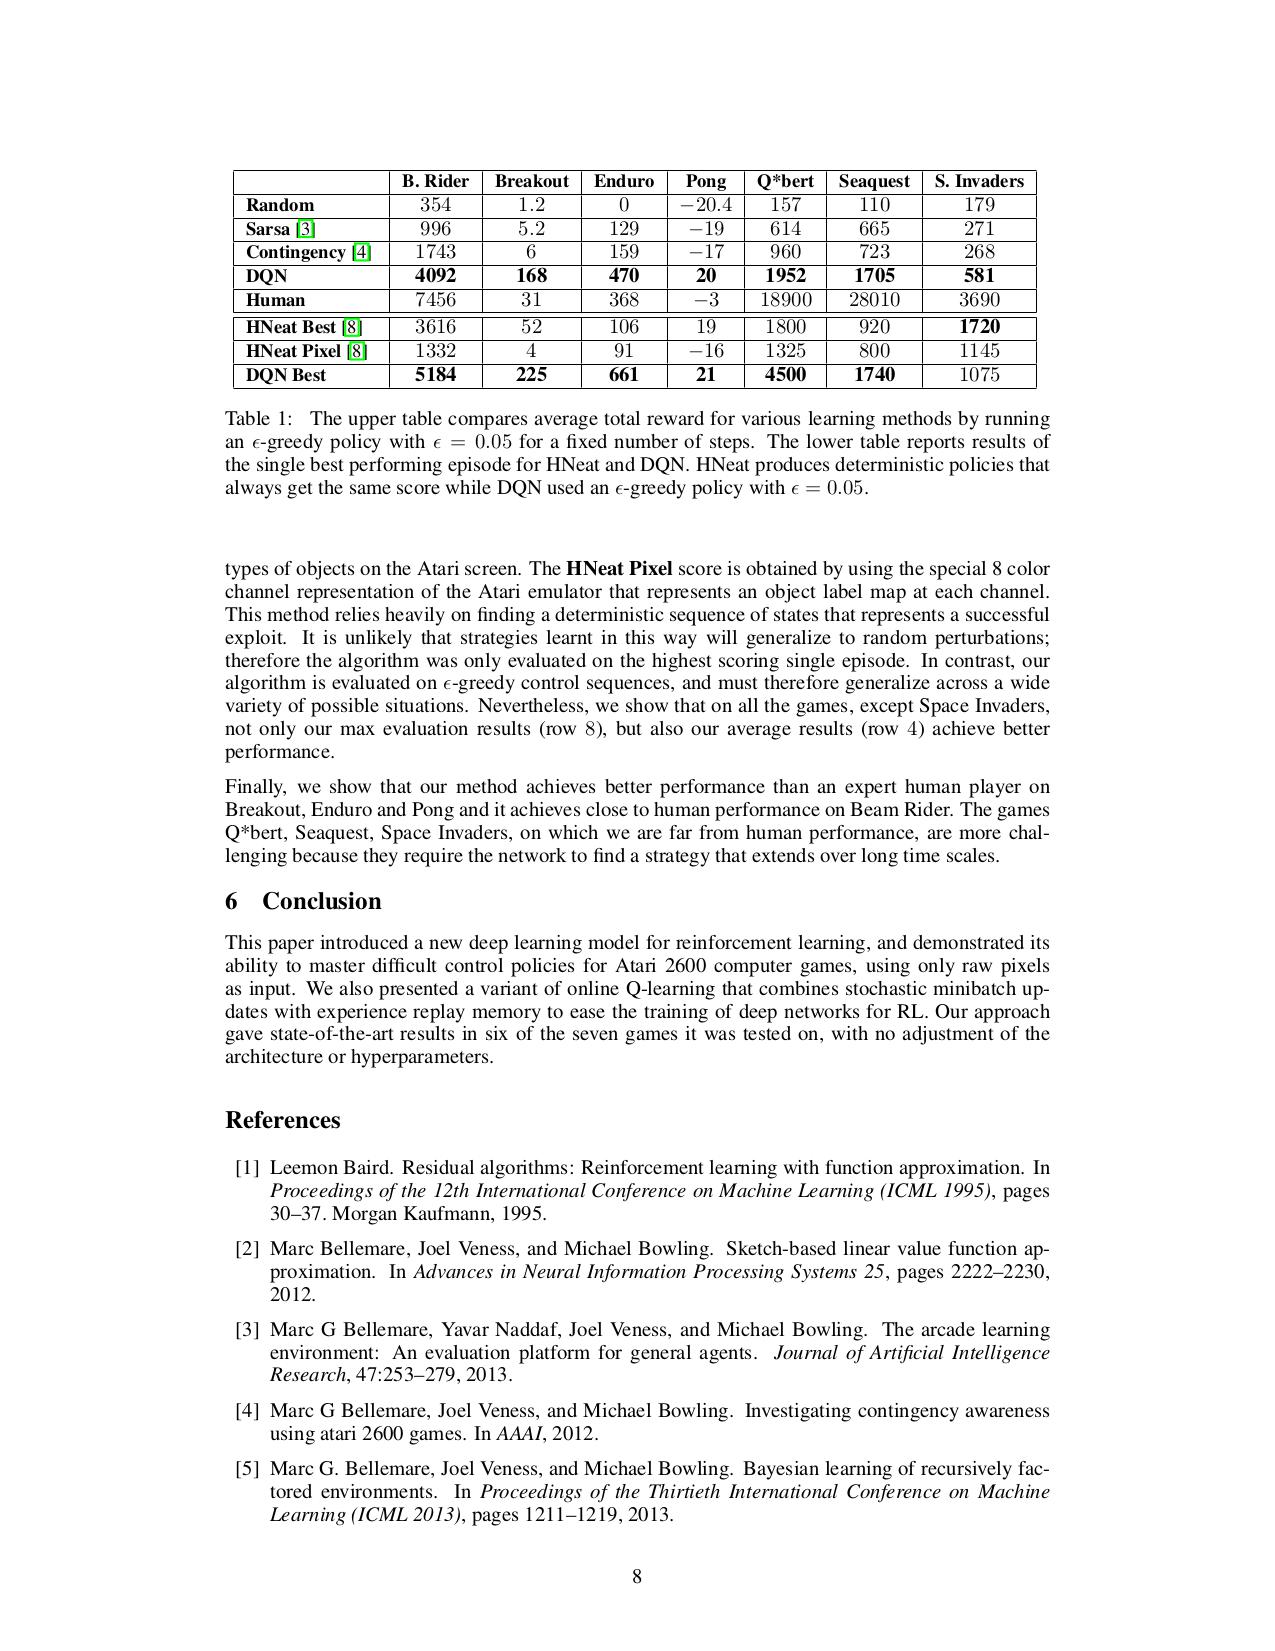 B. Rider Breakout Enduro Pong Q*bert Seaquest S. Invaders
Random 354 1.2 0 −20.4 157 110 179
Sarsa [3] 996 5.2 129 −19 614 665 271
Contingency [4] 1743 6 159 −17 960 723 268
DQN 4092 168 470 20 1952 1705 581
Human 7456 31 368 −3 18900 28010 3690
HNeat Best [8] 3616 52 106 19 1800 920 1720
HNeat Pixel [8] 1332 4 91 −16 1325 800 1145
DQN Best 5184 225 661 21 4500 1740 1075
Table 1: The upper table compares average total reward for various learning methods by running
an ϵ-greedy policy with ϵ = 0.05 for a fixed number of steps. The lower table reports results of
the single best performing episode for HNeat and DQN. HNeat produces deterministic policies that
always get the same score while DQN used an ϵ-greedy policy with ϵ = 0.05.
types of objects on the Atari screen. The HNeat Pixel score is obtained by using the special 8 color
channel representation of the Atari emulator that represents an object label map at each channel.
This method relies heavily on finding a deterministic sequence of states that represents a successful
exploit. It is unlikely that strategies learnt in this way will generalize to random perturbations;
therefore the algorithm was only evaluated on the highest scoring single episode. In contrast, our
algorithm is evaluated on ϵ-greedy control sequences, and must therefore generalize across a wide
variety of possible situations. Nevertheless, we show that on all the games, except Space Invaders,
not only our max evaluation results (row 8), but also our average results (row 4) achieve better
performance.
Finally, we show that our method achieves better performance than an expert human player on
Breakout, Enduro and Pong and it achieves close to human performance on Beam Rider. The games
Q*bert, Seaquest, Space Invaders, on which we are far from human performance, are more chal-
lenging because they require the network to find a strategy that extends over long time scales.
6 Conclusion
This paper introduced a new deep learning model for reinforcement learning, and demonstrated its
ability to master difficult control policies for Atari 2600 computer games, using only raw pixels
as input. We also presented a variant of online Q-learning that combines stochastic minibatch up-
dates with experience replay memory to ease the training of deep networks for RL. Our approach
gave state-of-the-art results in six of the seven games it was tested on, with no adjustment of the
architecture or hyperparameters.
References
[1] Leemon Baird. Residual algorithms: Reinforcement learning with function approximation. In
Proceedings of the 12th International Conference on Machine Learning (ICML 1995), pages
30–37. Morgan Kaufmann, 1995.
[2] Marc Bellemare, Joel Veness, and Michael Bowling. Sketch-based linear value function ap-
proximation. In Advances in Neural Information Processing Systems 25, pages 2222–2230,
2012.
[3] Marc G Bellemare, Yavar Naddaf, Joel Veness, and Michael Bowling. The arcade learning
environment: An evaluation platform for general agents. Journal of Artificial Intelligence
Research, 47:253–279, 2013.
[4] Marc G Bellemare, Joel Veness, and Michael Bowling. Investigating contingency awareness
using atari 2600 games. In AAAI, 2012.
[5] Marc G. Bellemare, Joel Veness, and Michael Bowling. Bayesian learning of recursively fac-
tored environments. In Proceedings of the Thirtieth International Conference on Machine
Learning (ICML 2013), pages 1211–1219, 2013.
8